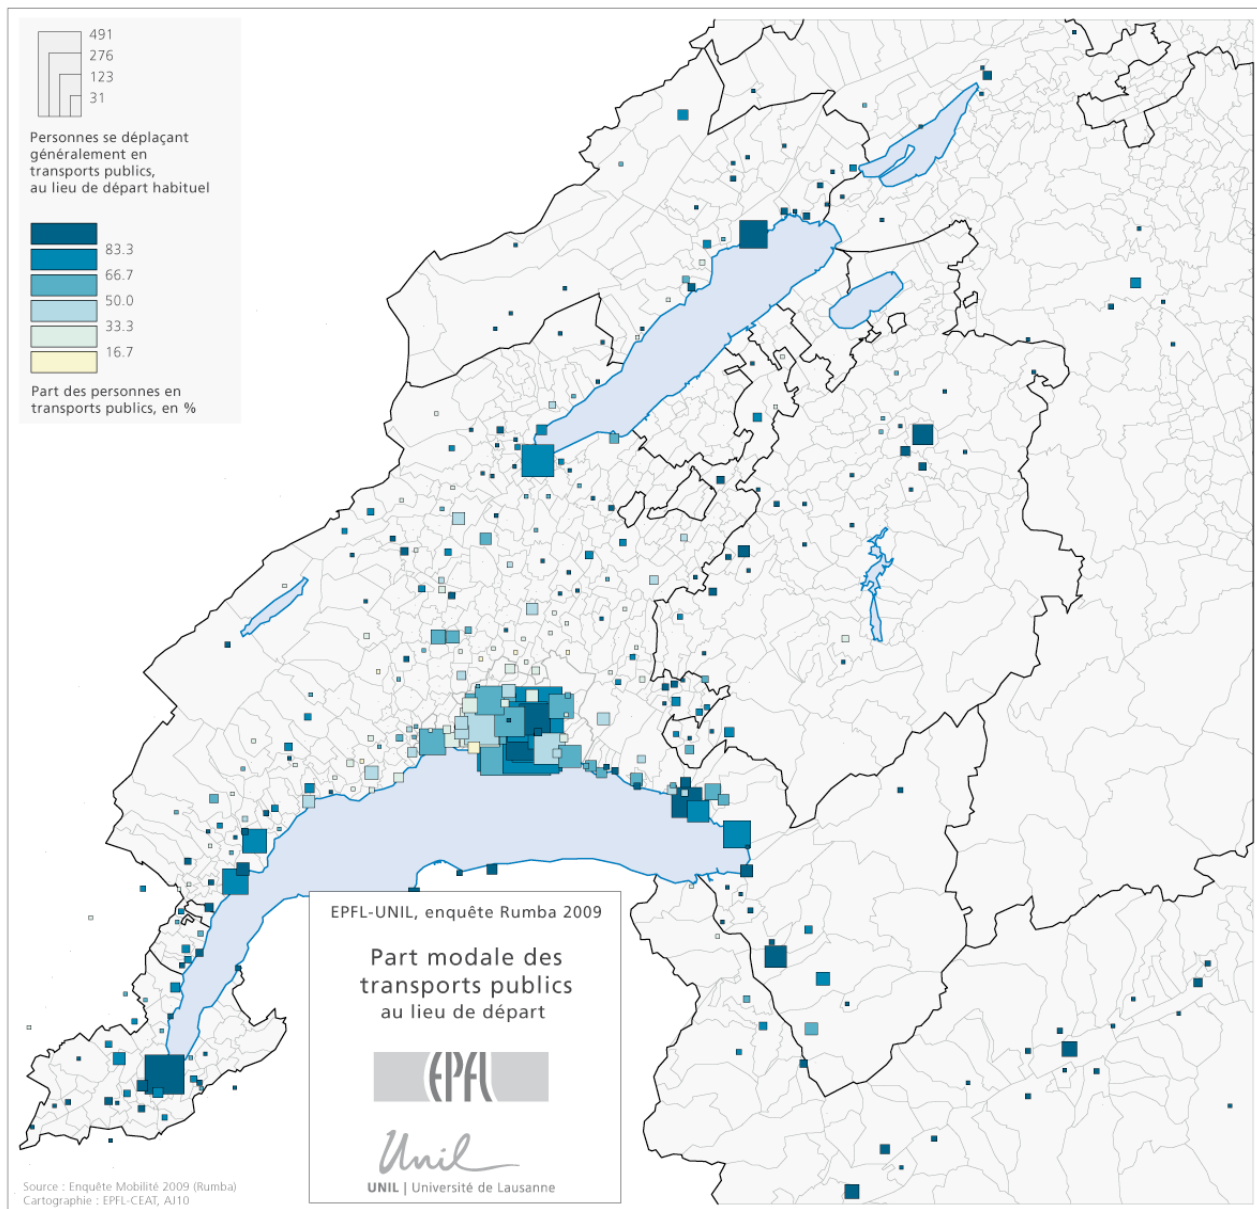 491
276
123
31
Personnes se déplaçant
généralement en
transports publics,
au lieu de départ habituel
83.3
66.7
50.0
33.3
16.7
Part des personnes en
transports publics, en %
EPFL-UNIL, enquête Rumba 2009
Part modale des
transports publics
au lieu de départ
EPFL
Unil
UNIL | Université de Lausanne
Source : Enquête Mobilité 2009 (Rumba)
Cartographie : EPFL-CEAT, AJ10